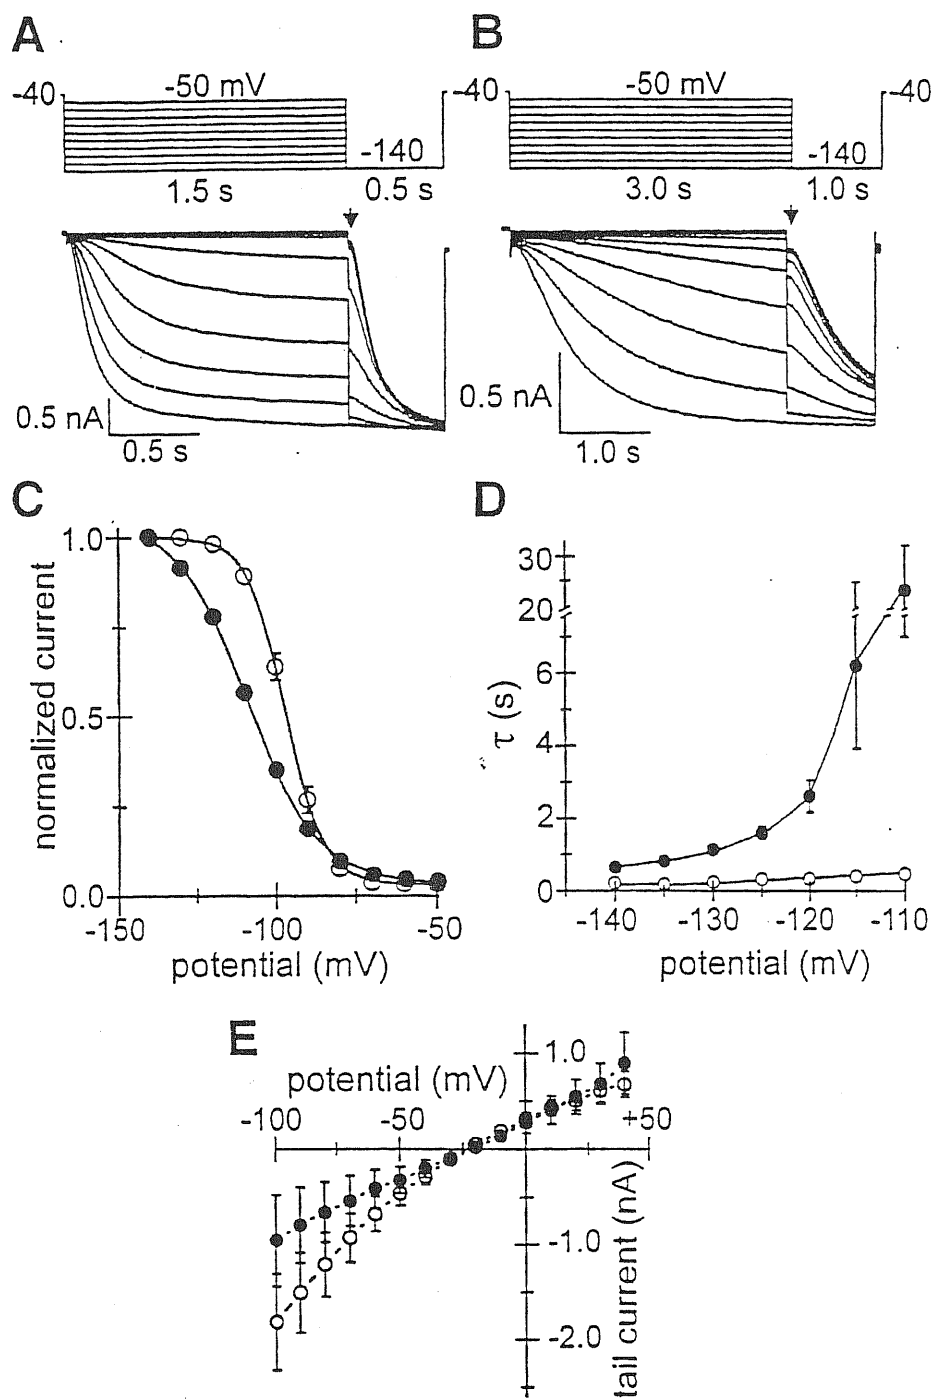 A
-50 mV
-40
-140
1.5 s
0.5 s
0.5 nA
0.5 s
B
-40
-50 mV
-40
-140
3.0 s
1.0 s
0.5 nA
1.0 s
C
1.0
0.5
0.0
normalized current
-150
-100
-50
potential (mV)
D
30
20
6
4
2
0
τ (s)
-140
-130
-120
-110
potential (mV)
E
1.0
potential (mV)
-100
-50
+50
-1.0
-2.0
tail current (nA)